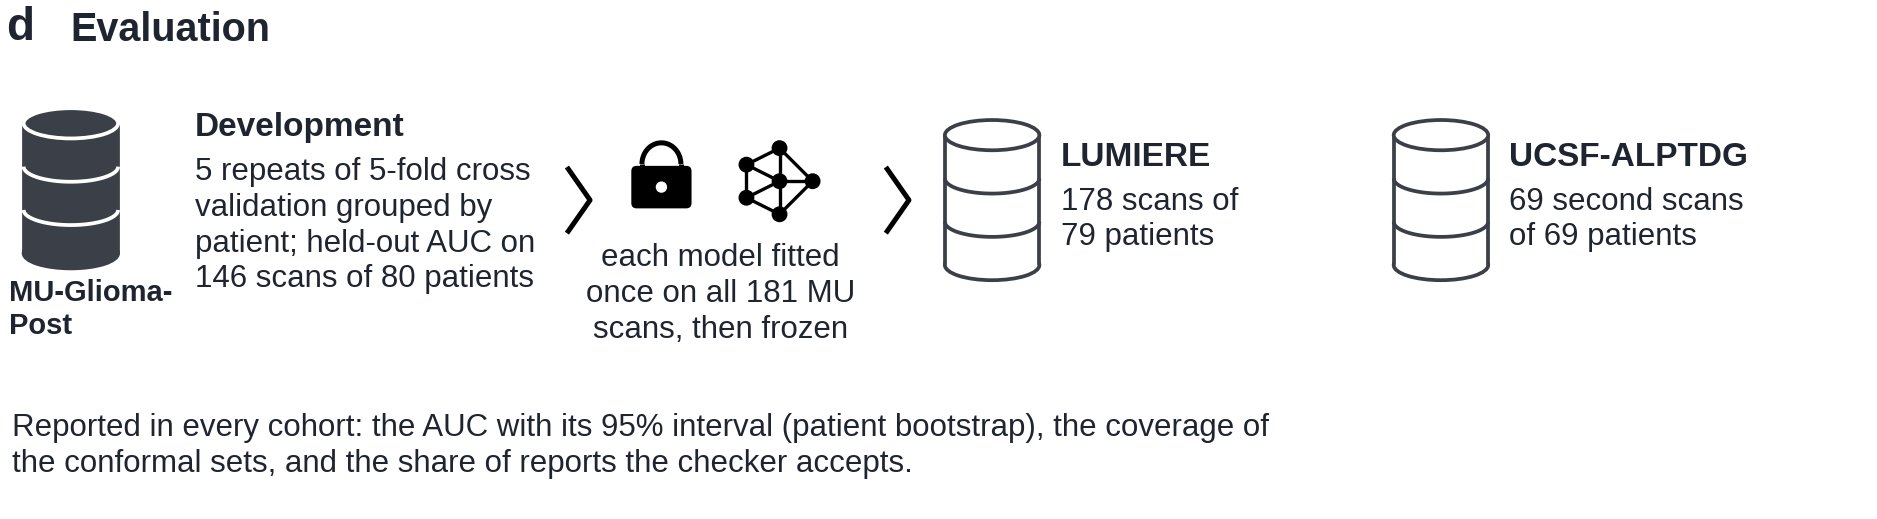 d Evaluation
Development
5 repeats of 5-fold cross
validation grouped by
patient; held-out AUC on
146 scans of 80 patients
MU-Glioma-
Post
each model fitted
once on all 181 MU
scans, then frozen
LUMIERE
178 scans of
79 patients
UCSF-ALPTDG
69 second scans
of 69 patients
Reported in every cohort: the AUC with its 95% interval (patient bootstrap), the coverage of
the conformal sets, and the share of reports the checker accepts.